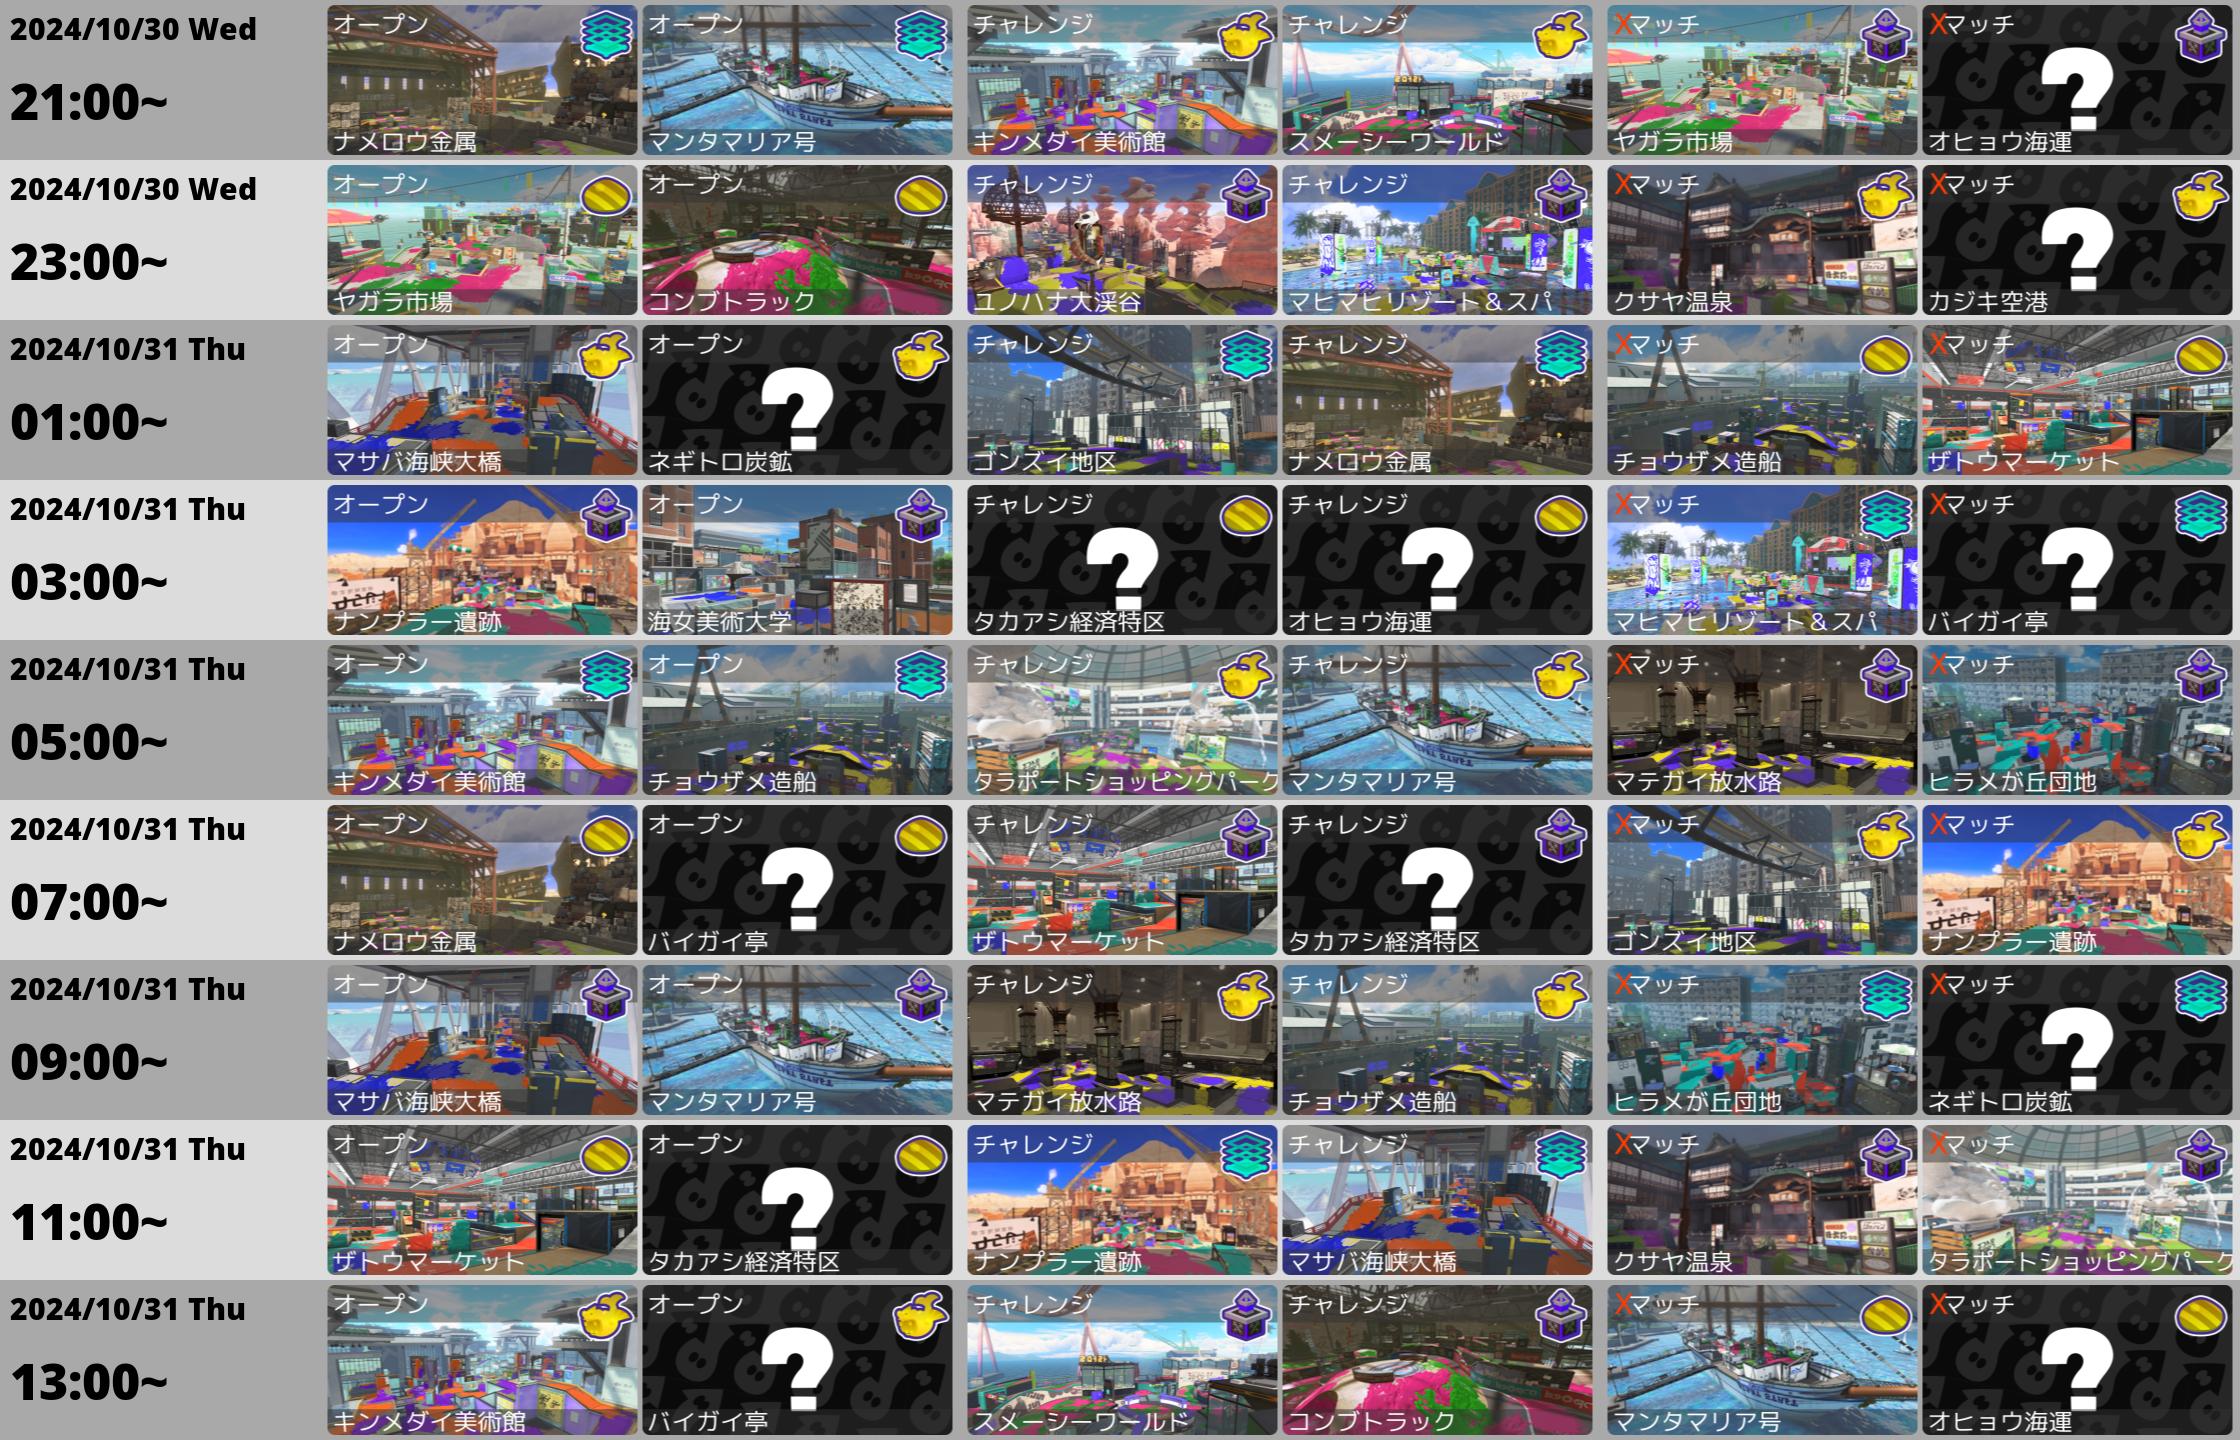 2024/10/30 Wed
21:00~
オープン
ナメロウ金属
オープン
マンタマリア号
チャレンジ
キンメダイ美術館
チャレンジ
スメーシーワールド
Xマッチ
ヤガラ市場
Xマッチ
?
オヒョウ海運
2024/10/30 Wed
23:00~
オープン
ヤガラ市場
オープン
コンブトラック
チャレンジ
ユノハナ大渓谷
チャレンジ
マヒマヒリゾート&スパ
Xマッチ
クサヤ温泉
Xマッチ
?
カジキ空港
2024/10/31 Thu
01:00~
オープン
マサバ海峡大橋
オープン
?
ネギトロ炭鉱
チャレンジ
ゴンズイ地区
チャレンジ
ナメロウ金属
Xマッチ
チョウザメ造船
Xマッチ
ザトウマーケット
2024/10/31 Thu
03:00~
オープン
ナンプラー遺跡
オープン
海女美術大学
チャレンジ
?
タカアシ経済特区
チャレンジ
?
オヒョウ海運
Xマッチ
マヒマヒリゾート&スパ
Xマッチ
?
バイガイ亭
2024/10/31 Thu
05:00~
オープン
キンメダイ美術館
オープン
チョウザメ造船
チャレンジ
タラポートショッピングパーク
チャレンジ
マンタマリア号
Xマッチ
マテガイ放水路
Xマッチ
ヒラメが丘団地
2024/10/31 Thu
07:00~
オープン
ナメロウ金属
オープン
?
バイガイ亭
チャレンジ
ザトウマーケット
チャレンジ
?
タカアシ経済特区
Xマッチ
ゴンズイ地区
Xマッチ
ナンプラー遺跡
2024/10/31 Thu
09:00~
オープン
マサバ海峡大橋
オープン
マンタマリア号
チャレンジ
マテガイ放水路
チャレンジ
チョウザメ造船
Xマッチ
ヒラメが丘団地
Xマッチ
?
ネギトロ炭鉱
2024/10/31 Thu
11:00~
オープン
ザトウマーケット
オープン
?
タカアシ経済特区
チャレンジ
ナンプラー遺跡
チャレンジ
マサバ海峡大橋
Xマッチ
クサヤ温泉
Xマッチ
タラポートショッピングパーク
2024/10/31 Thu
13:00~
オープン
キンメダイ美術館
オープン
?
バイガイ亭
チャレンジ
スメーシーワールド
チャレンジ
コンブトラック
Xマッチ
マンタマリア号
Xマッチ
?
オヒョウ海運